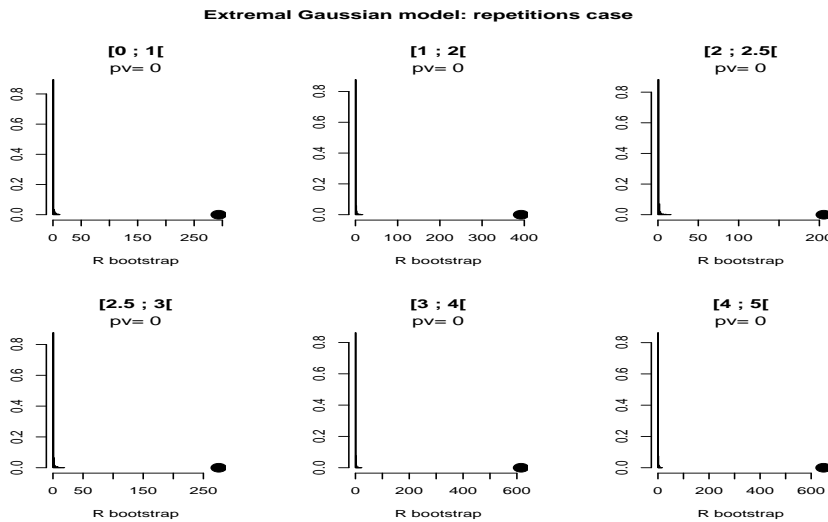 Extremal Gaussian model: repetitions case
[0 ; 1[
pv= 0
0.0 0.2 0.4 0.6 0.8
0 50 150 250
R bootstrap
[1 ; 2[
pv= 0
0.0 0.2 0.4 0.6 0.8
0 100 200 300 400
R bootstrap
[2 ; 2.5[
pv= 0
0.0 0.2 0.4 0.6 0.8
0 50 100 200
R bootstrap
[2.5 ; 3[
pv= 0
0.0 0.2 0.4 0.6 0.8
0 50 150 250
R bootstrap
[3 ; 4[
pv= 0
0.0 0.2 0.4 0.6 0.8
0 200 400 600
R bootstrap
[4 ; 5[
pv= 0
0.0 0.2 0.4 0.6 0.8
0 200 400 600
R bootstrap